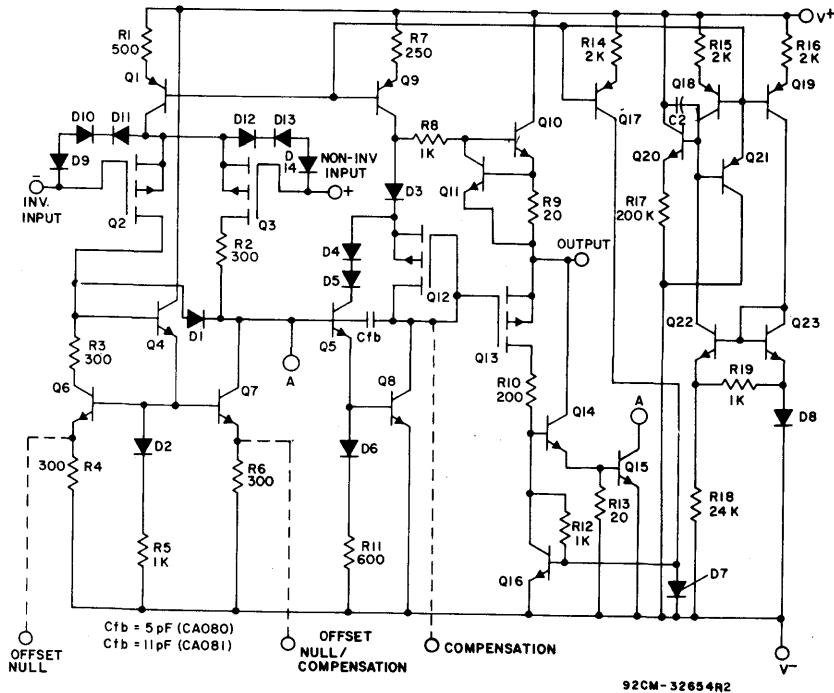 V+
R1
500
R7
250
R14
2K
R15
2K
R16
2K
Q1
Q9
Q18
Q19
D10 D11
D12 D13
R8
1K
Q10
Q17
C2
Q20
Q21
D9
D
14
NON-INV
INPUT
–
INV.
INPUT
+
Q2
Q3
D3
Q11
R9
20
R17
200 K
OUTPUT
R2
300
D4
D5
Q12
D1
Q4
Q5
Cfb
Q13
Q22
Q23
R3
300
A
R10
200
R19
1K
D8
Q6
Q7
Q8
Q14
A
Q15
300
R4
D2
R6
300
D6
R18
24 K
R5
1K
R11
600
R12
1K
R13
20
Q16
D7
OFFSET
NULL
Cfb = 5 pF (CA080)
Cfb = 11pF (CA081)
OFFSET
NULL/
COMPENSATION
COMPENSATION
V–
92CM-32654R2